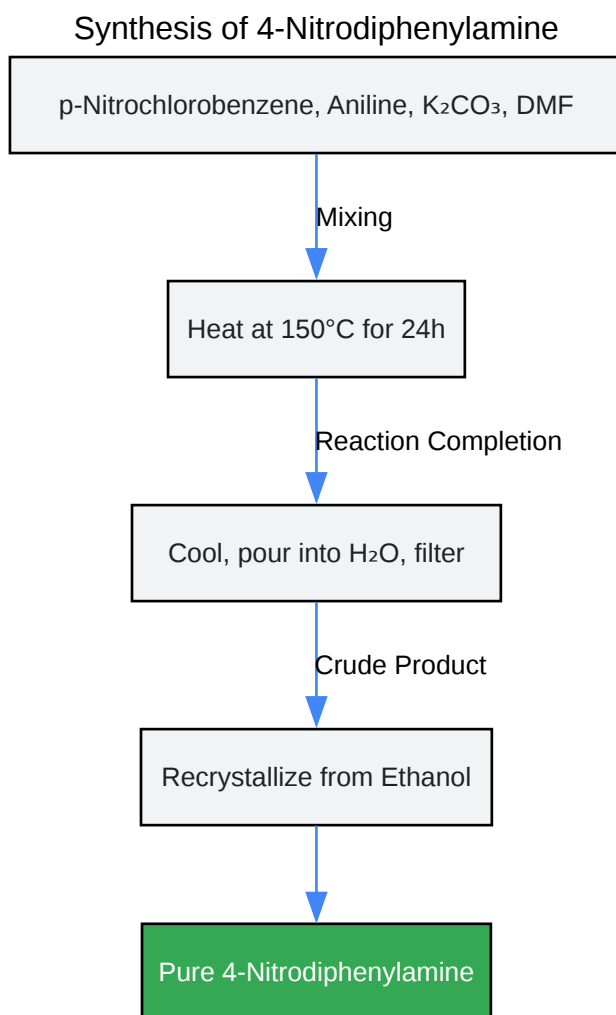 Synthesis of 4-Nitrodiphenylamine
p-Nitrochlorobenzene, Aniline, K₂CO₃, DMF
Mixing
Heat at 150°C for 24h
Reaction Completion
Cool, pour into H₂O, filter
Crude Product
Recrystallize from Ethanol
Pure 4-Nitrodiphenylamine